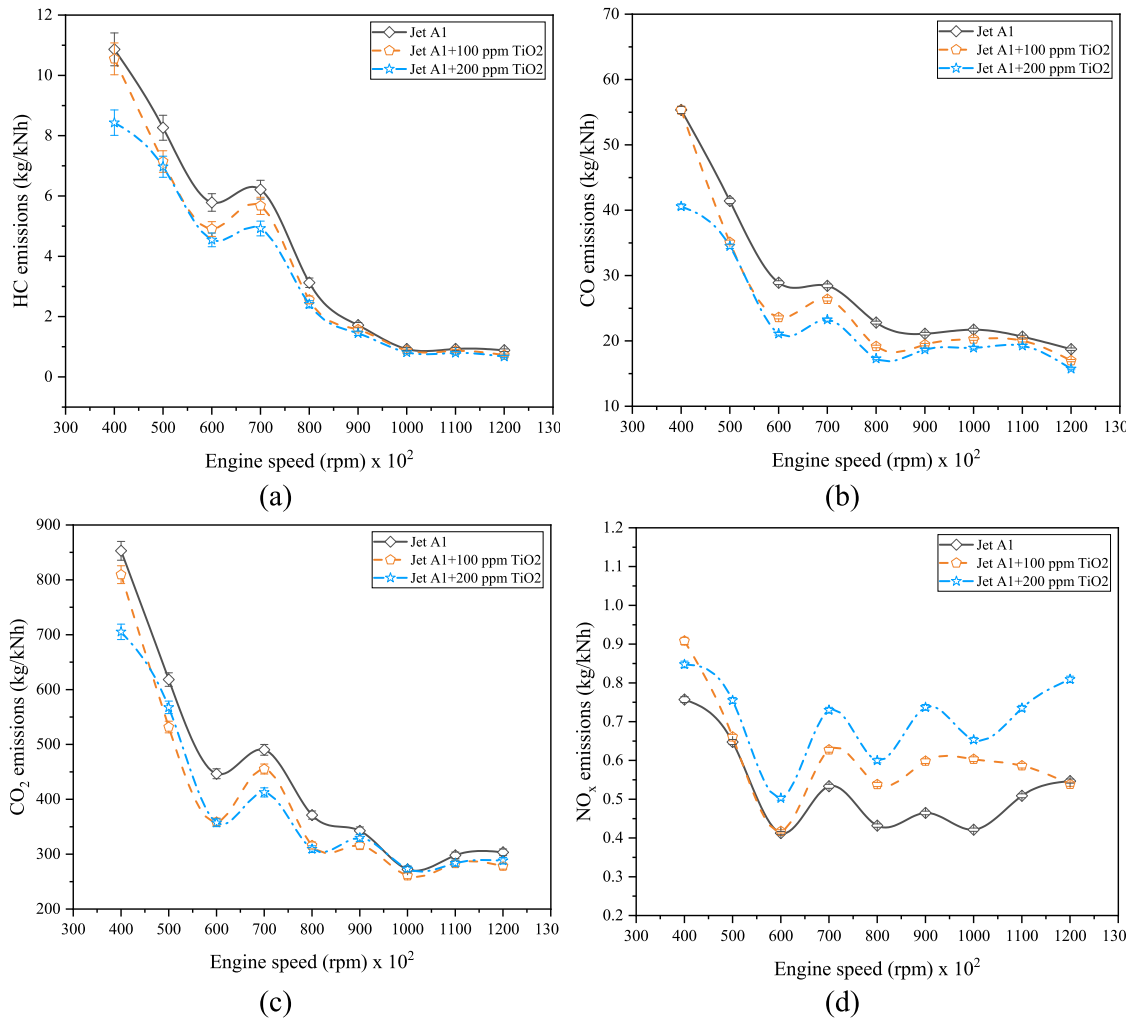 12
10
8
6
4
2
0
HC emissions (kg/kNh)
Jet A1
Jet A1+100 ppm TiO2
Jet A1+200 ppm TiO2
300 400 500 600 700 800 900 1000 1100 1200 130
Engine speed (rpm) x 10²
(a)
70
60
50
40
30
20
10
CO emissions (kg/kNh)
Jet A1
Jet A1+100 ppm TiO2
Jet A1+200 ppm TiO2
300 400 500 600 700 800 900 1000 1100 1200 130
Engine speed (rpm) x 10²
(b)
900
800
700
600
500
400
300
200
CO₂ emissions (kg/kNh)
Jet A1
Jet A1+100 ppm TiO2
Jet A1+200 ppm TiO2
300 400 500 600 700 800 900 1000 1100 1200 130
Engine speed (rpm) x 10²
(c)
1.2
1.1
1.0
0.9
0.8
0.7
0.6
0.5
0.4
0.3
0.2
NOₓ emissions (kg/kNh)
Jet A1
Jet A1+100 ppm TiO2
Jet A1+200 ppm TiO2
300 400 500 600 700 800 900 1000 1100 1200 130
Engine speed (rpm) x 10²
(d)